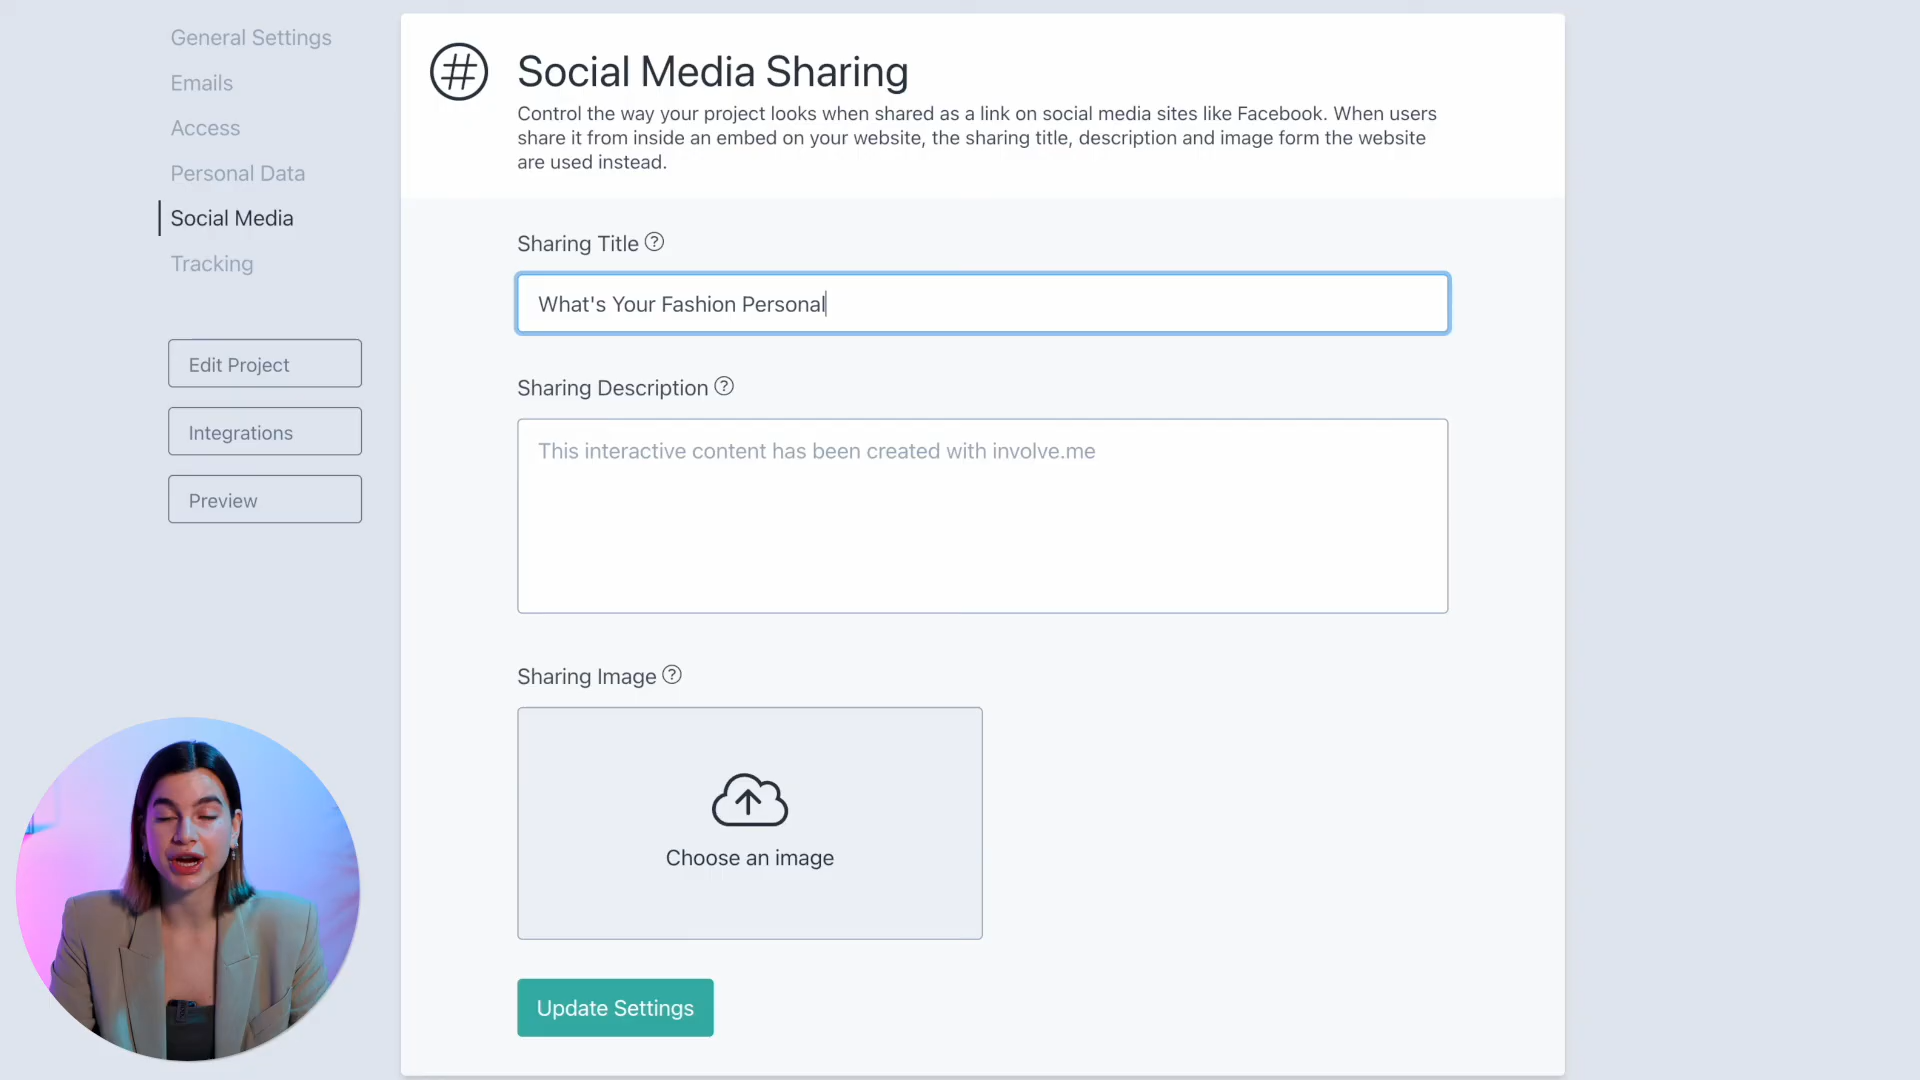 General Settings
Emails
Access
Personal Data
Social Media
Tracking
Edit Project
Integrations
Preview
Social Media Sharing
Control the way your project looks when shared as a link on social media sites like Facebook. When users
share it from inside an embed on your website, the sharing title, description and image form the website
are used instead.
Sharing Title ?
What's Your Fashion Personal
Sharing Description ?
This interactive content has been created with involve.me
Sharing Image ?
Choose an image
Update Settings